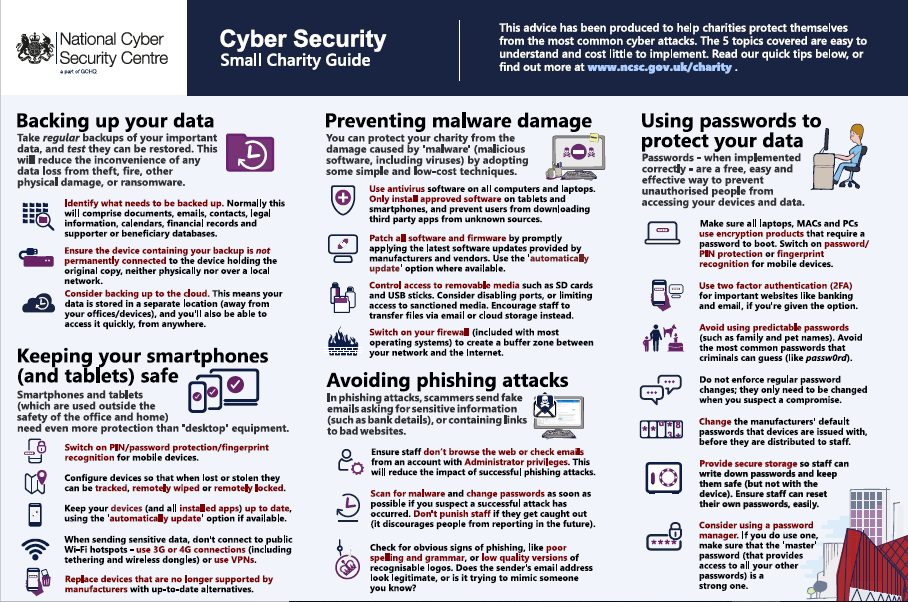 National Cyber
Security Centre
a part of GCHQ
Cyber Security
Small Charity Guide
This advice has been produced to help charities protect themselves
from the most common cyber attacks. The 5 topics covered are easy to
understand and cost little to implement. Read our quick tips below, or
find out more at www.ncsc.gov.uk/charity .
Backing up your data
Take regular backups of your important
data, and test they can be restored. This
will reduce the inconvenience of any
data loss from theft, fire, other
physical damage, or ransomware.
Identify what needs to be backed up. Normally this
will comprise documents, emails, contacts, legal
information, calendars, financial records and
supporter or beneficiary databases.
Ensure the device containing your backup is not
permanently connected to the device holding the
original copy, neither physically nor over a local
network.
Consider backing up to the cloud. This means your
data is stored in a separate location (away from
your offices/devices), and you'll also be able to
access it quickly, from anywhere.
Keeping your smartphones
(and tablets) safe
Smartphones and tablets
(which are used outside the
safety of the office and home)
need even more protection than 'desktop' equipment.
Switch on PIN/password protection/fingerprint
recognition for mobile devices.
Configure devices so that when lost or stolen they
can be tracked, remotely wiped or remotely locked.
Keep your devices (and all installed apps) up to date,
using the 'automatically update' option if available.
When sending sensitive data, don't connect to public
Wi-Fi hotspots - use 3G or 4G connections (including
tethering and wireless dongles) or use VPNs.
Replace devices that are no longer supported by
manufacturers with up-to-date alternatives.
Preventing malware damage
You can protect your charity from the
damage caused by 'malware' (malicious
software, including viruses) by adopting
some simple and low-cost techniques.
Use antivirus software on all computers and laptops.
Only install approved software on tablets and
smartphones, and prevent users from downloading
third party apps from unknown sources.
Patch all software and firmware by promptly
applying the latest software updates provided by
manufacturers and vendors. Use the 'automatically
update' option where available.
Control access to removable media such as SD cards
and USB sticks. Consider disabling ports, or limiting
access to sanctioned media. Encourage staff to
transfer files via email or cloud storage instead.
Switch on your firewall (included with most
operating systems) to create a buffer zone between
your network and the Internet.
Avoiding phishing attacks
In phishing attacks, scammers send fake
emails asking for sensitive information
(such as bank details), or containing links
to bad websites.
Ensure staff don't browse the web or check emails
from an account with Administrator privileges. This
will reduce the impact of successful phishing attacks.
Scan for malware and change passwords as soon as
possible if you suspect a successful attack has
occurred. Don't punish staff if they get caught out
(it discourages people from reporting in the future).
Check for obvious signs of phishing, like poor
spelling and grammar, or low quality versions of
recognisable logos. Does the sender's email address
look legitimate, or is it trying to mimic someone
you know?
Using passwords to
protect your data
Passwords - when implemented
correctly - are a free, easy and
effective way to prevent
unauthorised people from
accessing your devices and data.
Make sure all laptops, MACs and PCs
use encryption products that require a
password to boot. Switch on password/
PIN protection or fingerprint
recognition for mobile devices.
Use two factor authentication (2FA)
for important websites like banking
and email, if you're given the option.
Avoid using predictable passwords
(such as family and pet names). Avoid
the most common passwords that
criminals can guess (like passw0rd).
Do not enforce regular password
changes; they only need to be changed
when you suspect a compromise.
Change the manufacturers' default
passwords that devices are issued with,
before they are distributed to staff.
Provide secure storage so staff can
write down passwords and keep
them safe (but not with the
device). Ensure staff can reset
their own passwords, easily.
Consider using a password
manager. If you do use one,
make sure that the 'master'
password (that provides
access to all your other
passwords) is a
strong one.